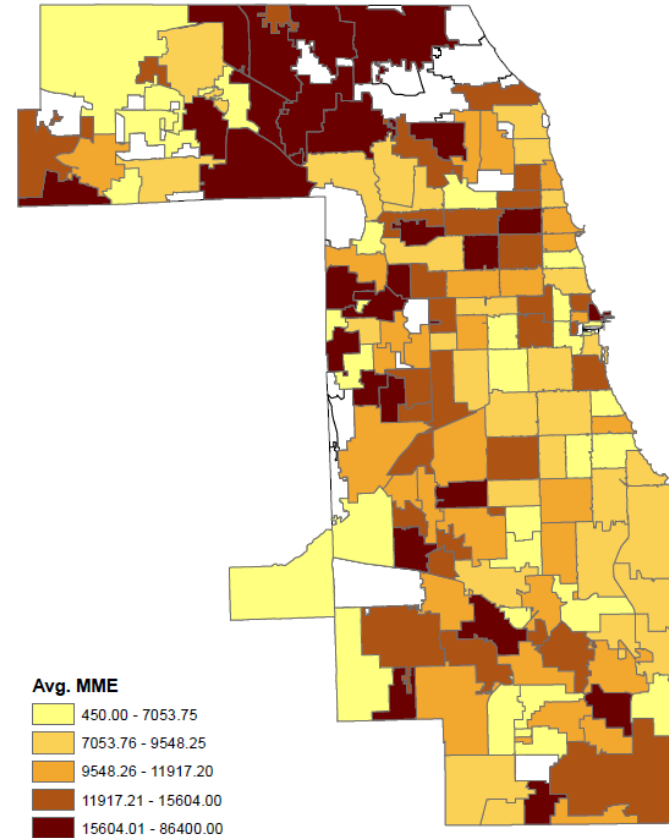 Avg. MME
450.00 - 7053.75
7053.76 - 9548.25
9548.26 - 11917.20
11917.21 - 15604.00
15604.01 - 86400.00